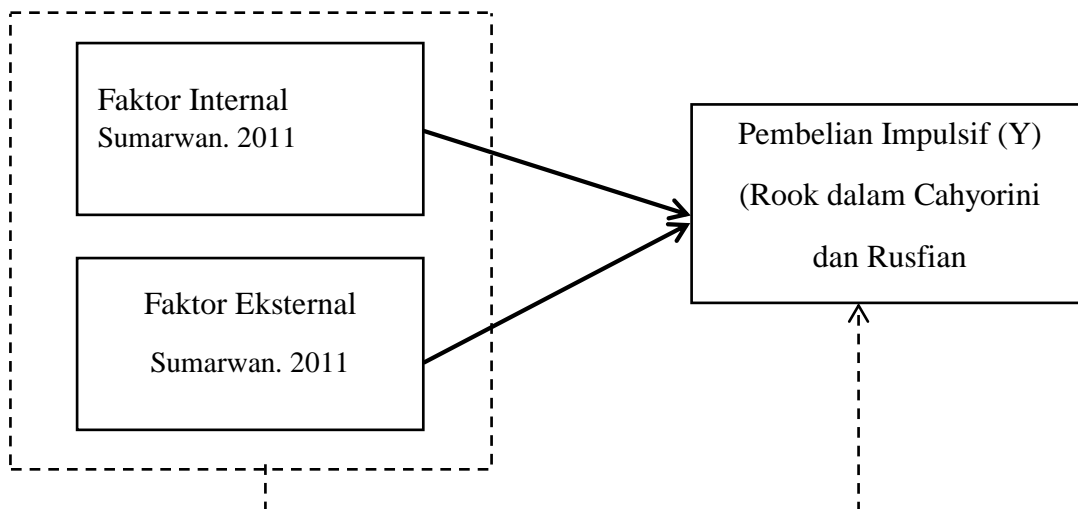 Faktor Internal
Sumarwan. 2011
Pembelian Impulsif (Y)
(Rook dalam Cahyorini
dan Rusfian
Faktor Eksternal
Sumarwan. 2011